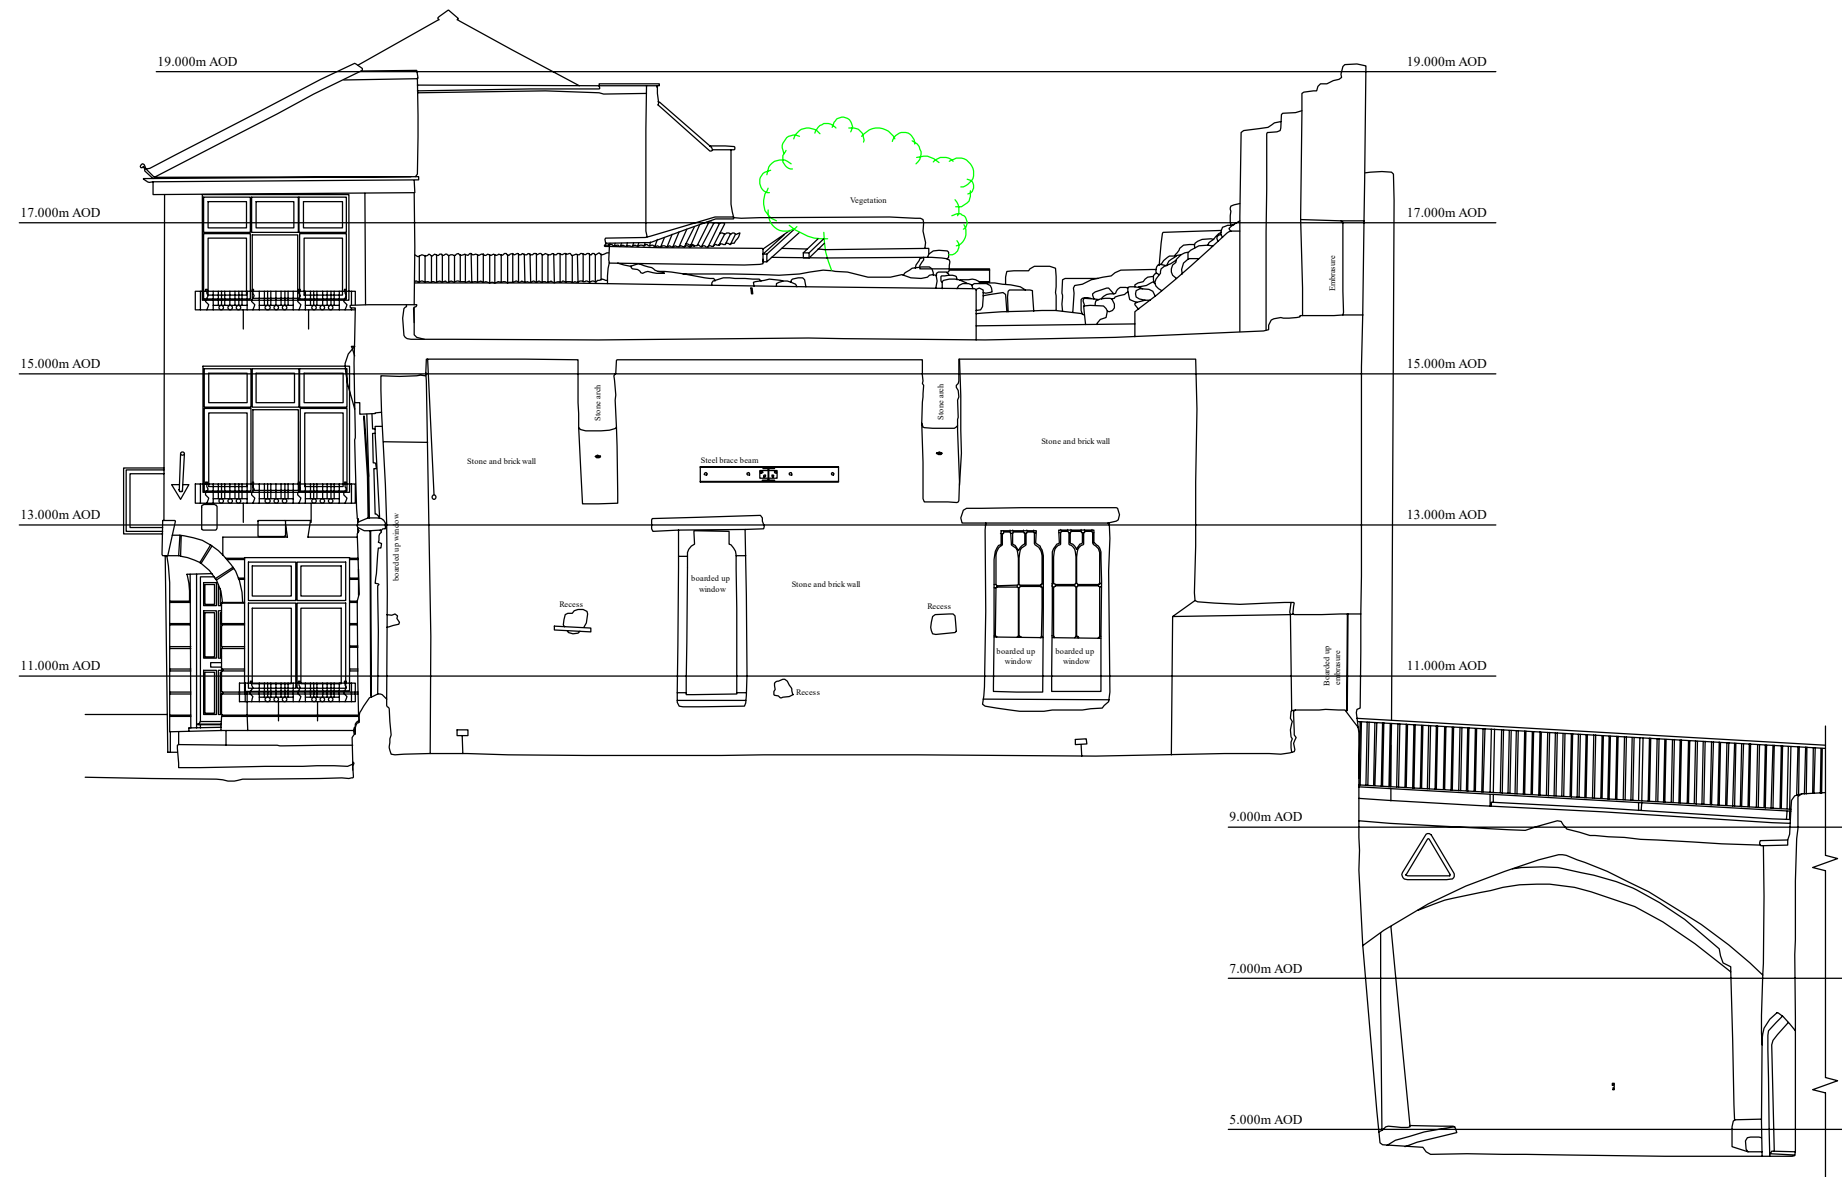 19.000m AOD
19.000m AOD
Vegetation
17.000m AOD
17.000m AOD
Embrasure
15.000m AOD
15.000m AOD
Stone arch
Stone arch
Stone and brick wall
Steel brace beam
Stone and brick wall
13.000m AOD
13.000m AOD
boarded up window
boarded up
window
Stone and brick wall
Recess
Recess
boarded up
window
boarded up
window
Boarded up
embrasure
11.000m AOD
11.000m AOD
Recess
9.000m AOD
7.000m AOD
5.000m AOD